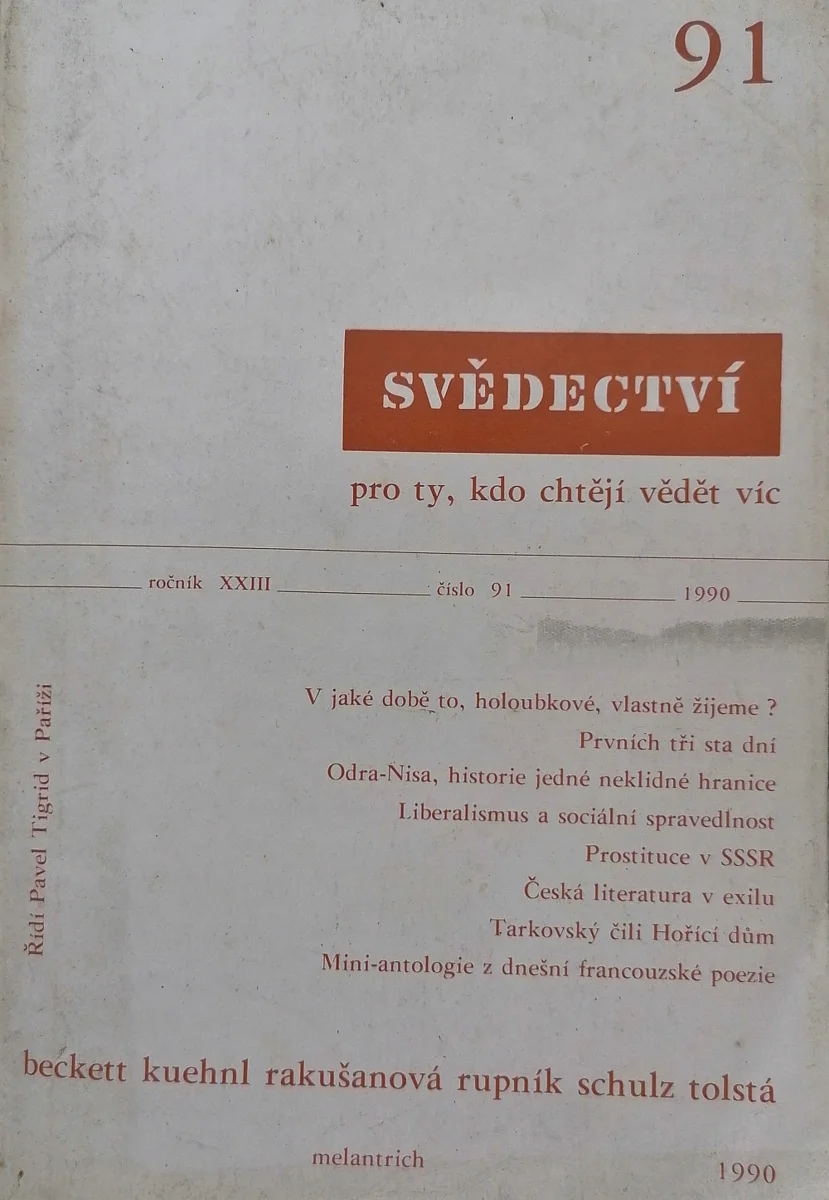 91
SVĚDECTVÍ
pro ty, kdo chtějí vědět víc
ročník XXIII číslo 91 1990
V jaké době to, holoubkové, vlastně žijeme ?
Prvních tři sta dní
Odra-Nisa, historie jedné neklidné hranice
Liberalismus a sociální spravedlnost
Prostituce v SSSR
Česká literatura v exilu
Tarkovský čili Hořící dům
Mini-antologie z dnešní francouzské poezie
Řídí Pavel Tigrid v Paříži
beckett kuehnl rakušanová rupník schulz tolstá
melantrich 1990